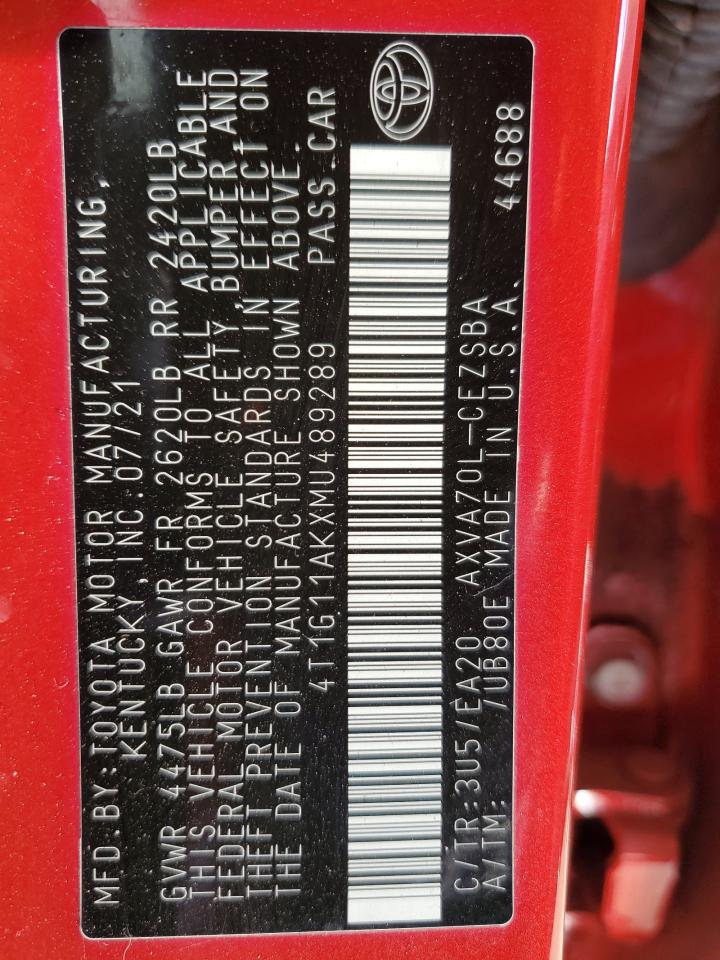 MFD.BY:TOYOTA MOTOR MANUFACTURING,
KENTUCKY, INC.07/21
GVWR 4475LB GAWR FR 2620LB RR 2420LB
THIS VEHICLE CONFORMS TO ALL APPLICABLE
FEDERAL MOTOR VEHICLE SAFETY,BUMPER,AND
THEFT PREVENTION STANDARDS IN EFFECT ON
THE DATE OF MANUFACTURE SHOWN ABOVE.
4T1G11AKXMU489289 PASS.CAR
C/TR:3U5/EA20 AXVA70L-CEZSBA
A/TM: /UB80E MADE IN U.S.A. 44688